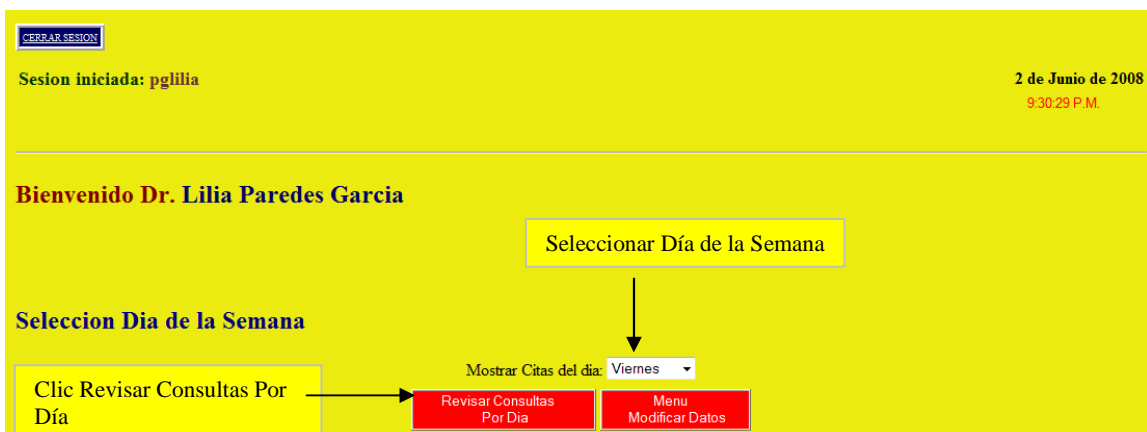 CERRAR SESION
Sesion iniciada: pglilia
2 de Junio de 2008
9:30:29 P.M.
Bienvenido Dr. Lilia Paredes Garcia
Seleccionar Día de la Semana
Seleccion Dia de la Semana
Mostrar Citas del dia: Viernes
Clic Revisar Consultas Por
Día
Revisar Consultas
Por Dia
Menu
Modificar Datos